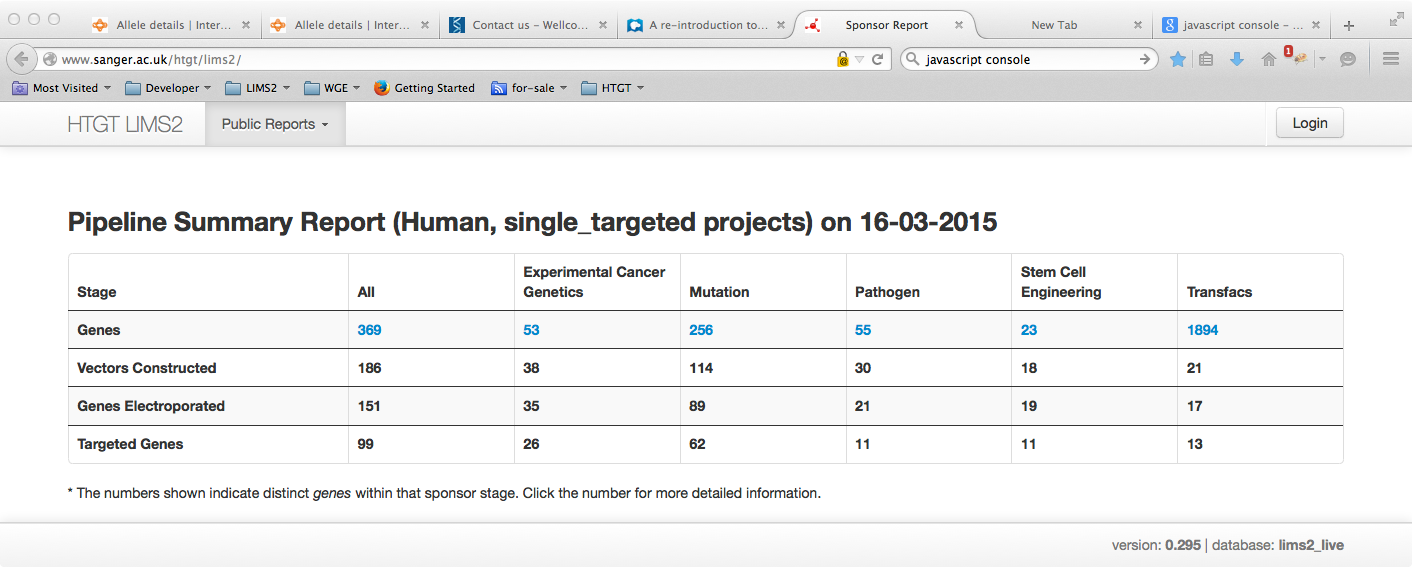 Allele details | Inter...
Allele details | Inter...
Contact us – Wellco...
A re-introduction to...
Sponsor Report
New Tab
javascript console – ...
www.sanger.ac.uk/htgt/lims2/
javascript console
1
Most Visited
Developer
LIMS2
WGE
Getting Started
for-sale
HTGT
HTGT LIMS2
Public Reports
Login
Pipeline Summary Report (Human, single_targeted projects) on 16-03-2015
Stage All Experimental Cancer Genetics Mutation Pathogen Stem Cell Engineering Transfacs
Genes 369 53 256 55 23 1894
Vectors Constructed 186 38 114 30 18 21
Genes Electroporated 151 35 89 21 19 17
Targeted Genes 99 26 62 11 11 13
* The numbers shown indicate distinct genes within that sponsor stage. Click the number for more detailed information.
version: 0.295 | database: lims2_live